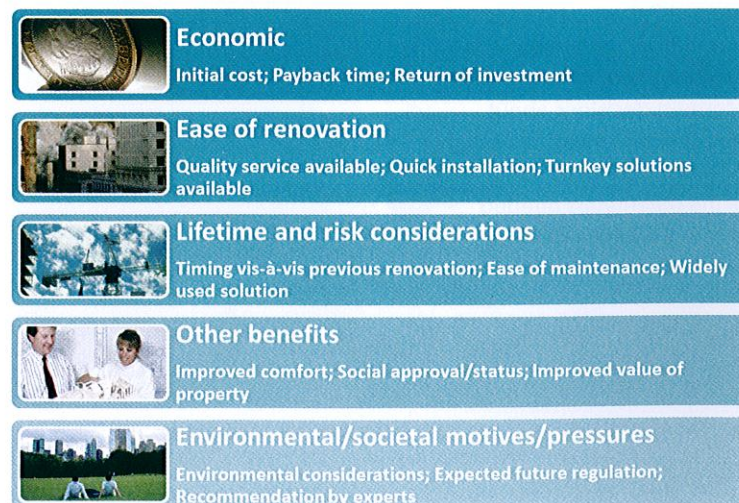 Economic
Initial cost; Payback time; Return of investment
Ease of renovation
Quality service available; Quick installation; Turnkey solutions
available
Lifetime and risk considerations
Timing vis-à-vis previous renovation; Ease of maintenance; Widely
used solution
Other benefits
Improved comfort; Social approval/status; Improved value of
property
Environmental/societal motives/pressures
Environmental considerations; Expected future regulation;
Recommendation by experts